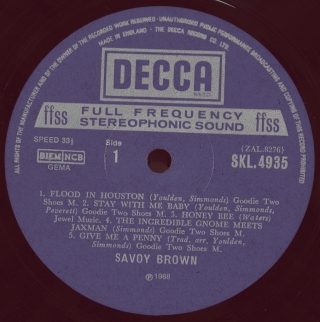 ALL RIGHTS OF THE MANUFACTURER AND OF THE OWNER OF THE RECORDED WORK RESERVED · UNAUTHORISED PUBLIC PERFORMANCE BROADCASTING AND COPYING OF THIS RECORD PROHIBITED
MADE IN ENGLAND · THE DECCA RECORD CO LTD.
DECCA
ffss FULL FREQUENCY ffss
STEREOPHONIC SOUND
SPEED 33⅓
Side
1
(ZAL.8276)
SKL.4935
BIEM NCB
GEMA
1. FLOOD IN HOUSTON (Youlden, Simmonds) Goodie Two
Shoes M. 2. STAY WITH ME BABY (Youlden, Simmonds,
Peverett) Goodie Two Shoes M. 3. HONEY BEE (Waters)
Jewel Music. 4. THE INCREDIBLE GNOME MEETS
JAXMAN (Simmonds) Goodie Two Shoes M.
5. GIVE ME A PENNY (Trad. arr. Youlden,
Simmonds) Goodie Two Shoes M.
SAVOY BROWN
℗ 1968